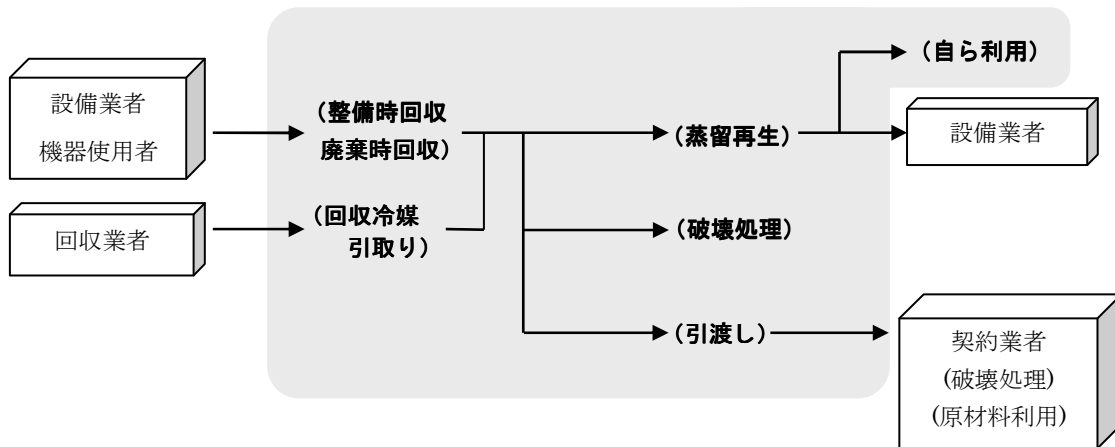 (自ら利用)
設備業者
機器使用者
(整備時回収
廃棄時回収)
(蒸留再生)
設備業者
回収業者
(回収冷媒
引取り)
(破壊処理)
(引渡し)
契約業者
(破壊処理)
(原材料利用)